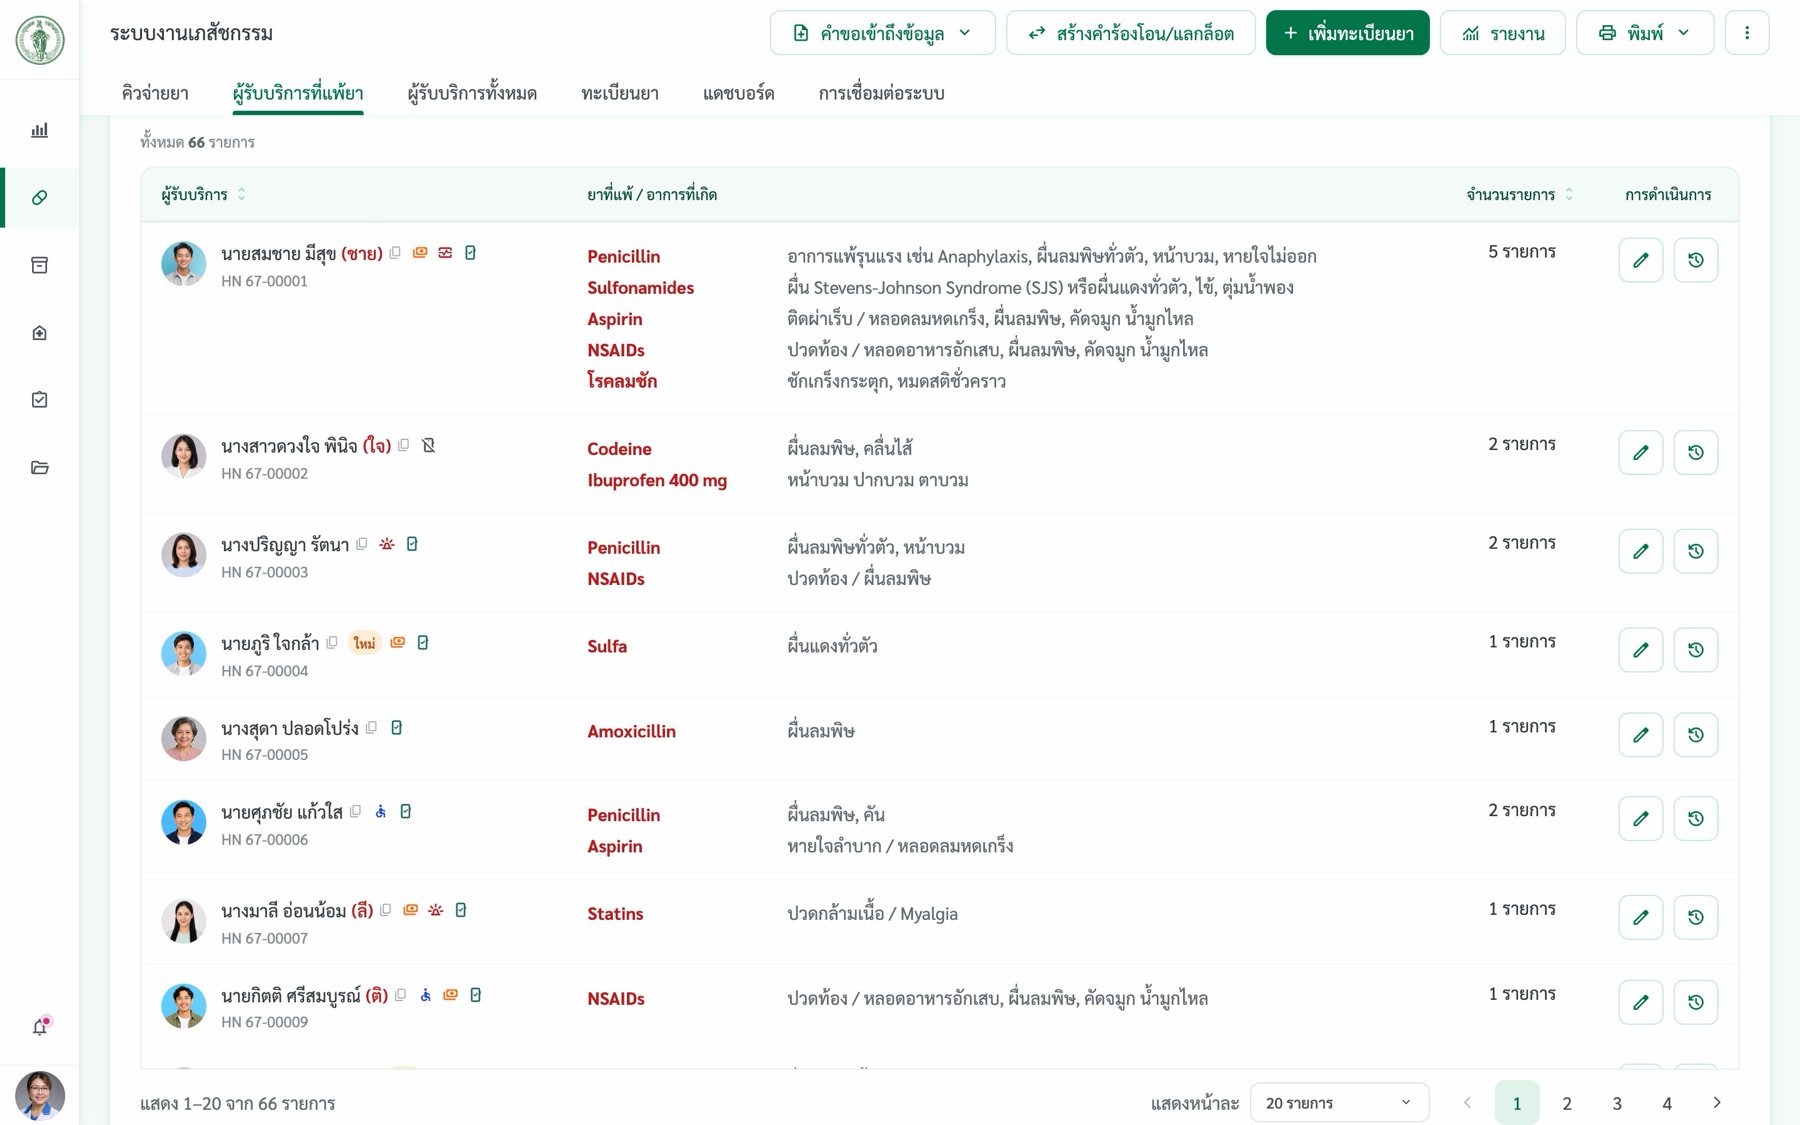 ระบบงานเภสัชกรรม
คำขอเข้าถึงข้อมูล
สร้างคำร้องโอน/แลกล็อต
เพิ่มทะเบียนยา
รายงาน
พิมพ์
คิวจ่ายยา
ผู้รับบริการที่แพ้ยา
ผู้รับบริการทั้งหมด
ทะเบียนยา
แดชบอร์ด
การเชื่อมต่อระบบ
ทั้งหมด 66 รายการ
ผู้รับบริการ
ยาที่แพ้ / อาการที่เกิด
จำนวนรายการ
การดำเนินการ
นายสมชาย มีสุข (ชาย)
HN 67-00001
Penicillin อาการแพ้รุนแรง เช่น Anaphylaxis, ผื่นลมพิษทั่วตัว, หน้าบวม, หายใจไม่ออก
Sulfonamides ผื่น Stevens-Johnson Syndrome (SJS) หรือผื่นแดงทั่วตัว, ไข้, ตุ่มน้ำพอง
Aspirin ติดผ่าเร็บ / หลอดลมหดเกร็ง, ผื่นลมพิษ, คัดจมูก น้ำมูกไหล
NSAIDs ปวดท้อง / หลอดอาหารอักเสบ, ผื่นลมพิษ, คัดจมูก น้ำมูกไหล
โรคลมชัก ชักเกร็งกระตุก, หมดสติชั่วคราว
5 รายการ
นางสาวดวงใจ พินิจ (ใจ)
HN 67-00002
Codeine ผื่นลมพิษ, คลื่นไส้
Ibuprofen 400 mg หน้าบวม ปากบวม ตาบวม
2 รายการ
นางปริญญา รัตนา
HN 67-00003
Penicillin ผื่นลมพิษทั่วตัว, หน้าบวม
NSAIDs ปวดท้อง / ผื่นลมพิษ
2 รายการ
นายภูริ ใจกล้า ใหม่
HN 67-00004
Sulfa ผื่นแดงทั่วตัว
1 รายการ
นางสุดา ปลอดโปร่ง
HN 67-00005
Amoxicillin ผื่นลมพิษ
1 รายการ
นายศุภชัย แก้วใส
HN 67-00006
Penicillin ผื่นลมพิษ, คัน
Aspirin หายใจลำบาก / หลอดลมหดเกร็ง
2 รายการ
นางมาลี อ่อนน้อม (ลี)
HN 67-00007
Statins ปวดกล้ามเนื้อ / Myalgia
1 รายการ
นายกิตติ ศรีสมบูรณ์ (ติ)
HN 67-00009
NSAIDs ปวดท้อง / หลอดอาหารอักเสบ, ผื่นลมพิษ, คัดจมูก น้ำมูกไหล
1 รายการ
แสดง 1–20 จาก 66 รายการ
แสดงหน้าละ 20 รายการ
1 2 3 4